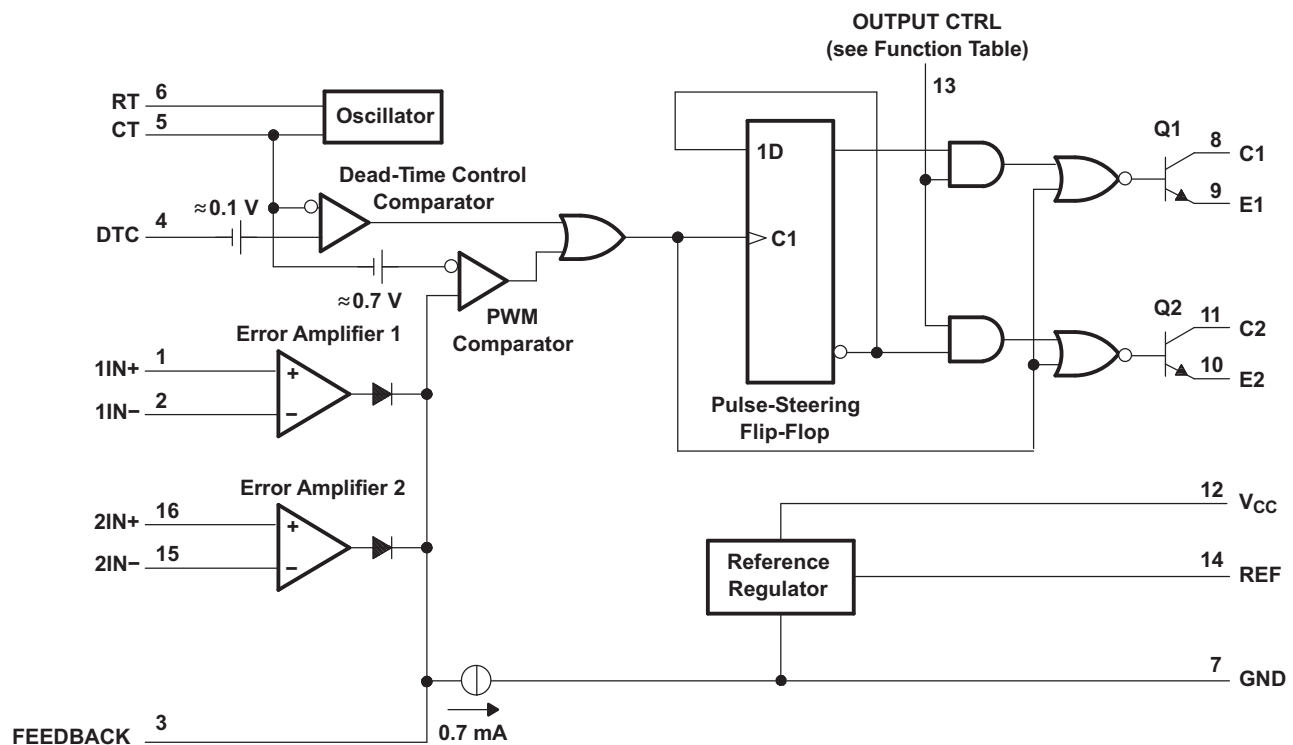 OUTPUT CTRL
(see Function Table)
13
RT 6
CT 5
Oscillator
Dead-Time Control
Comparator
≈0.1 V
DTC 4
≈0.7 V
PWM
Comparator
1D
C1
Pulse-Steering
Flip-Flop
Q1
8 C1
9 E1
Q2
11 C2
10 E2
Error Amplifier 1
1IN+ 1
1IN− 2
+
−
Error Amplifier 2
2IN+ 16
2IN− 15
+
−
12 VCC
Reference
Regulator
14 REF
7 GND
0.7 mA
FEEDBACK 3